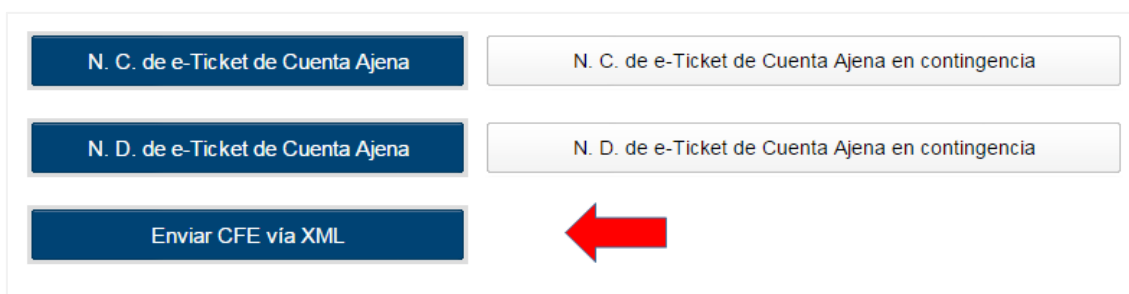 N. C. de e-Ticket de Cuenta Ajena
N. C. de e-Ticket de Cuenta Ajena en contingencia
N. D. de e-Ticket de Cuenta Ajena
N. D. de e-Ticket de Cuenta Ajena en contingencia
Enviar CFE vía XML